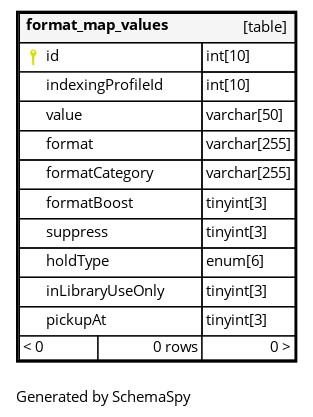 format_map_values [table]
id int[10]
indexingProfileId int[10]
value varchar[50]
format varchar[255]
formatCategory varchar[255]
formatBoost tinyint[3]
suppress tinyint[3]
holdType enum[6]
inLibraryUseOnly tinyint[3]
pickupAt tinyint[3]
< 0 0 rows 0 >
Generated by SchemaSpy